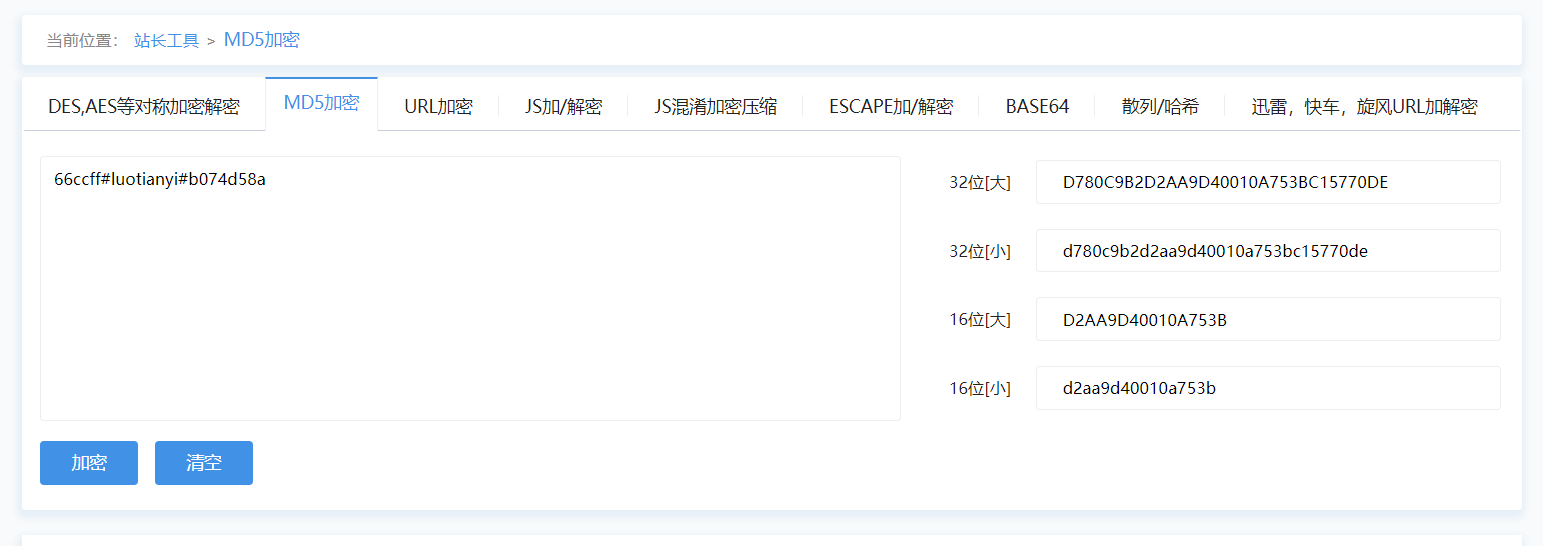 当前位置： 站长工具 > MD5加密
DES,AES等对称加密解密 MD5加密 URL加密 JS加/解密 JS混淆加密压缩 ESCAPE加/解密 BASE64 散列/哈希 迅雷，快车，旋风URL加解密
66ccff#luotianyi#b074d58a
32位[大] D780C9B2D2AA9D40010A753BC15770DE
32位[小] d780c9b2d2aa9d40010a753bc15770de
16位[大] D2AA9D40010A753B
16位[小] d2aa9d40010a753b
加密 清空